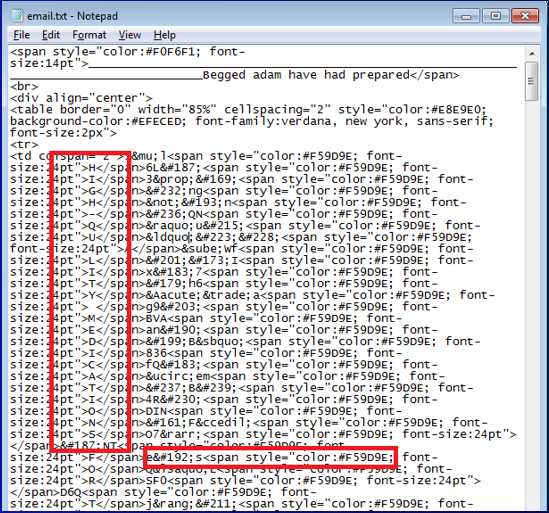 email.txt - Notepad
File Edit Format View Help
<span style="color:#F0F6F1; font-
size:14pt">______________________________________________________
________________________Begged adam have had prepared</span>
<br>
<div align="center">
<table border="0" width="85%" cellspacing="2" style="color:#E8E9E0;
background-color:#EFECED; font-family:verdana, new york, sans-serif;
font-size:2px">
<tr>
<td colspan="2">;&mu;l<span style="color:#F59D9E; font-
size:24pt">H</span>6L&#187;<span style="color:#F59D9E; font-
size:24pt">I</span>3&prop;&#169;<span style="color:#F59D9E; font-
size:24pt">G</span>&#232;ng<span style="color:#F59D9E; font-
size:24pt">H</span>&not;&#193;n<span style="color:#F59D9E; font-
size:24pt">-</span>&#236;QN<span style="color:#F59D9E; font-
size:24pt">Q</span>&raquo;u&#215;<span style="color:#F59D9E; font-
size:24pt">U</span>&ldquo;&#223;&#228;<span style="color:#F59D9E;
font-size:24pt">A</span>&sube;Wf<span style="color:#F59D9E; font-
size:24pt">L</span>&#201;&#173;I<span style="color:#F59D9E; font-
size:24pt">I</span>x&#183;7<span style="color:#F59D9E; font-
size:24pt">T</span>&#179;h6<span style="color:#F59D9E; font-
size:24pt">Y</span>&Aacute;&trade;a<span style="color:#F59D9E; font-
size:24pt"> </span>g9&#203;<span style="color:#F59D9E; font-
size:24pt">M</span>BVA<span style="color:#F59D9E; font-
size:24pt">E</span>an&#190;<span style="color:#F59D9E; font-
size:24pt">D</span>&#199;B&sbquo;<span style="color:#F59D9E; font-
size:24pt">I</span>836<span style="color:#F59D9E; font-
size:24pt">C</span>fQ&#183;<span style="color:#F59D9E; font-
size:24pt">A</span>&ucirc;em<span style="color:#F59D9E; font-
size:24pt">T</span>&#237;B&#239;<span style="color:#F59D9E; font-
size:24pt">I</span>4R&#230;<span style="color:#F59D9E; font-
size:24pt">O</span>DIN<span style="color:#F59D9E; font-
size:24pt">N</span>&#161;F&ccedil;<span style="color:#F59D9E; font-
size:24pt">S</span>O7&rarr;<span style="color:#F59D9E; font-size:24pt">
</span>&#187;NT<span style="color:#F59D9E; font-
size:24pt">F</span>e&#192;s<span style="color:#F59D9E; font-
size:24pt">O</span><span style="color:#F59D9E; font-
size:24pt">R</span>SFO<span style="color:#F59D9E; font-size:24pt">
</span>D6Q<span style="color:#F59D9E; font-
size:24pt">T</span>j&rang;&#211;<span style="color:#F59D9E; font-